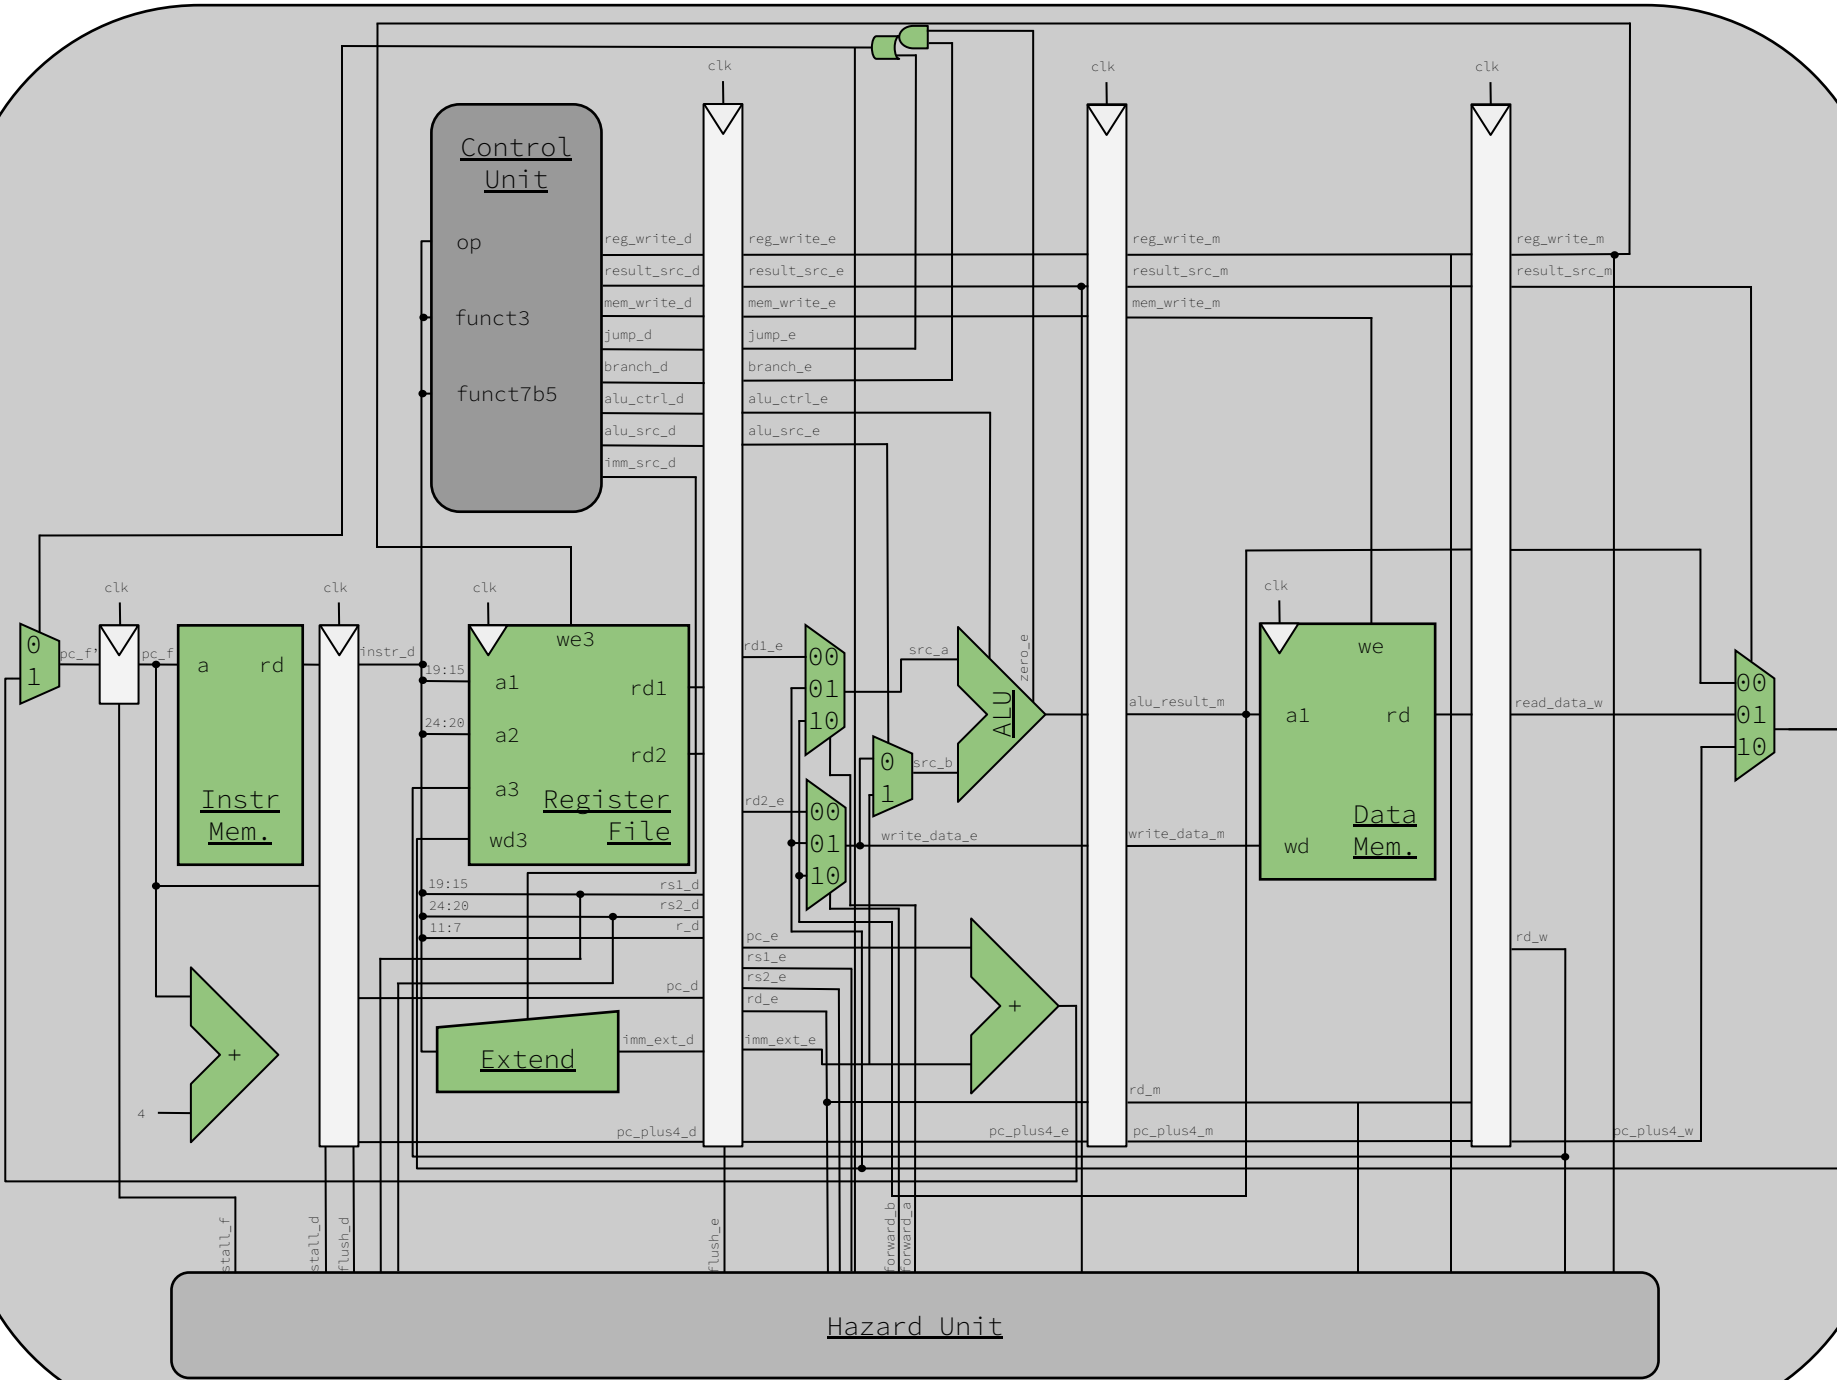 clk
clk
clk
Control
Unit
op
funct3
funct7b5
reg_write_d
result_src_d
mem_write_d
jump_d
branch_d
alu_ctrl_d
alu_src_d
imm_src_d
reg_write_e
result_src_e
mem_write_e
jump_e
branch_e
alu_ctrl_e
alu_src_e
reg_write_m
result_src_m
mem_write_m
reg_write_m
result_src_m
clk
clk
clk
clk
0
1
pc_f'
pc_f
a
rd
Instr
Mem.
instr_d
19:15
24:20
we3
a1
a2
a3
wd3
rd1
rd2
Register
File
rd1_e
rd2_e
00
01
10
00
01
10
0
1
src_a
src_b
ALU
zero_e
write_data_e
alu_result_m
write_data_m
we
a1
rd
wd
Data
Mem.
read_data_w
00
01
10
19:15
24:20
11:7
rs1_d
rs2_d
r_d
pc_d
Extend
imm_ext_d
pc_e
rs1_e
rs2_e
rd_e
imm_ext_e
+
+
4
rd_w
rd_m
pc_plus4_d
pc_plus4_e
pc_plus4_m
pc_plus4_w
stall_f
stall_d
flush_d
flush_e
forward_b
forward_a
Hazard Unit